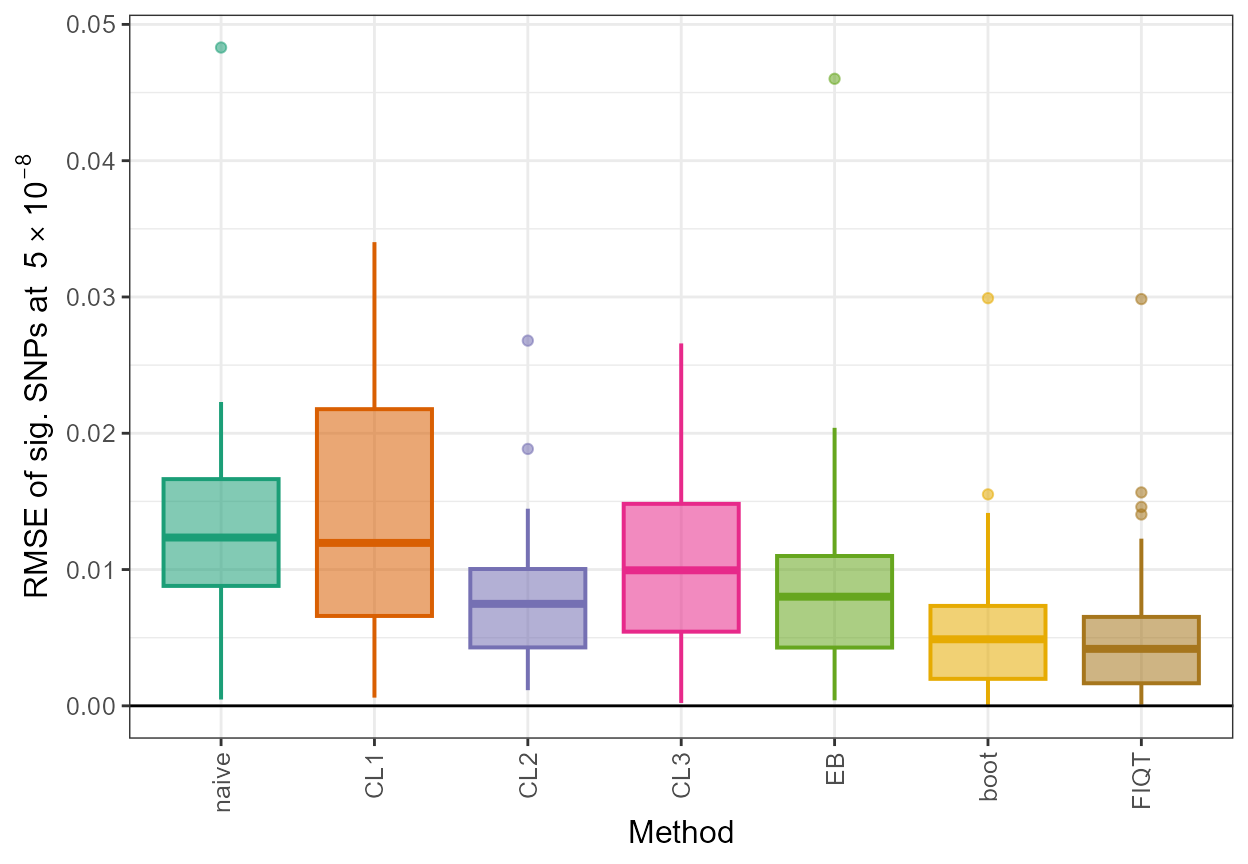 RMSE of sig. SNPs at 5 × 10⁻⁸
0.05
0.04
0.03
0.02
0.01
0.00
naive
CL1
CL2
CL3
EB
boot
FIQT
Method